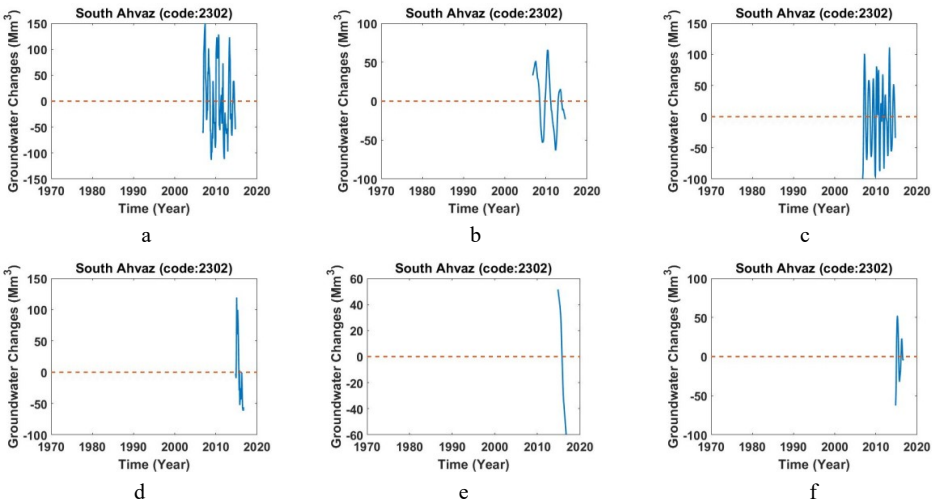 South Ahvaz (code:2302)
Groundwater Changes (Mm³)
150
100
50
0
-50
-100
-150
1970 1980 1990 2000 2010 2020
Time (Year)
a
South Ahvaz (code:2302)
Groundwater Changes (Mm³)
100
50
0
-50
-100
1970 1980 1990 2000 2010 2020
Time (Year)
b
South Ahvaz (code:2302)
Groundwater Changes (Mm³)
150
100
50
0
-50
-100
1970 1980 1990 2000 2010 2020
Time (Year)
c
South Ahvaz (code:2302)
Groundwater Changes (Mm³)
150
100
50
0
-50
-100
1970 1980 1990 2000 2010 2020
Time (Year)
d
South Ahvaz (code:2302)
Groundwater Changes (Mm³)
60
40
20
0
-20
-40
-60
1970 1980 1990 2000 2010 2020
Time (Year)
e
South Ahvaz (code:2302)
Groundwater Changes (Mm³)
100
50
0
-50
-100
1970 1980 1990 2000 2010 2020
Time (Year)
f